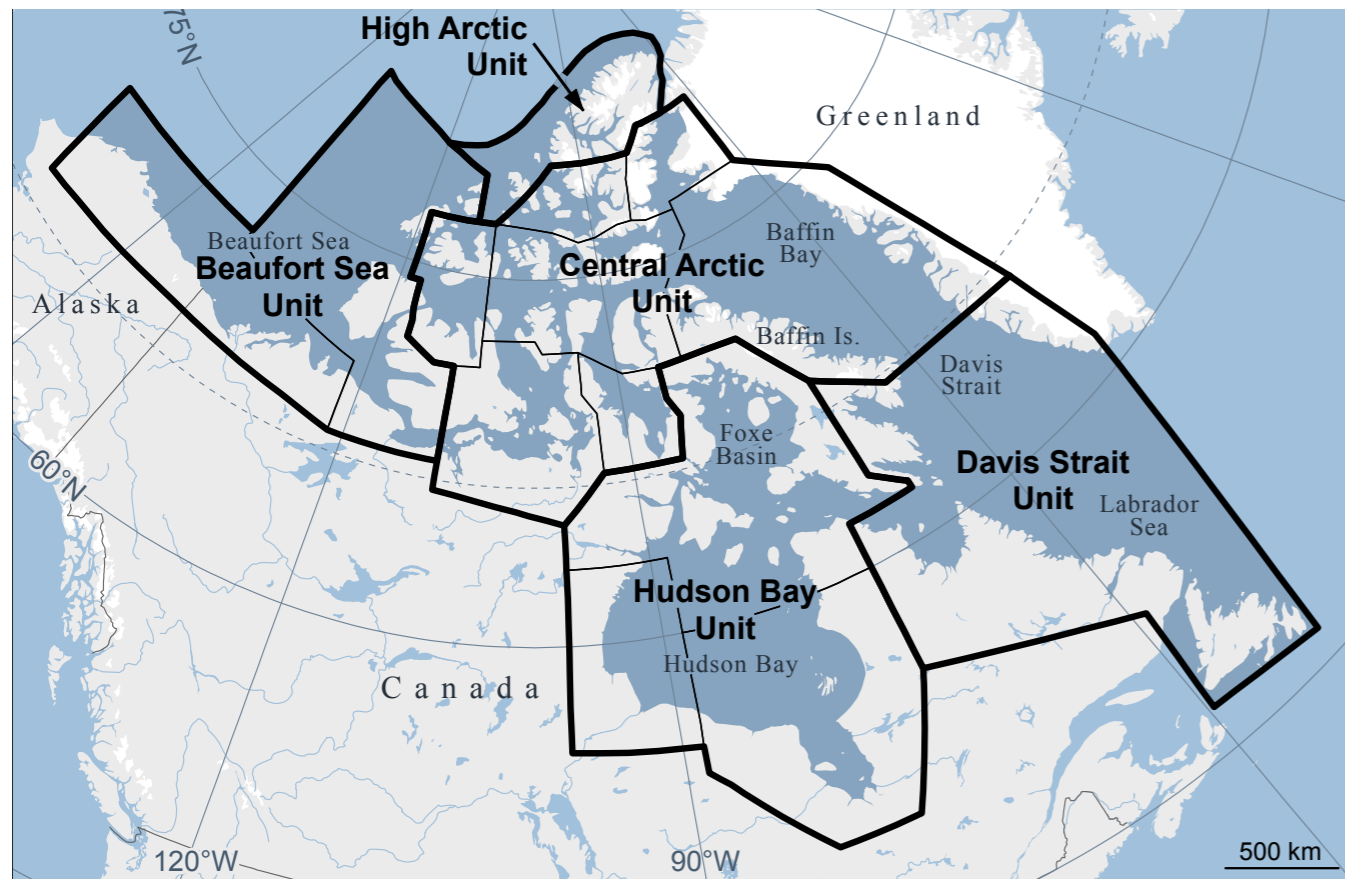 75°N
High Arctic
Unit
Greenland
Beaufort Sea
Beaufort Sea
Unit
Alaska
Baffin
Bay
Central Arctic
Unit
Baffin Is.
Davis
Strait
Foxe
Basin
Davis Strait
Unit
Labrador
Sea
60°N
Hudson Bay
Unit
Hudson Bay
Canada
120°W
90°W
500 km